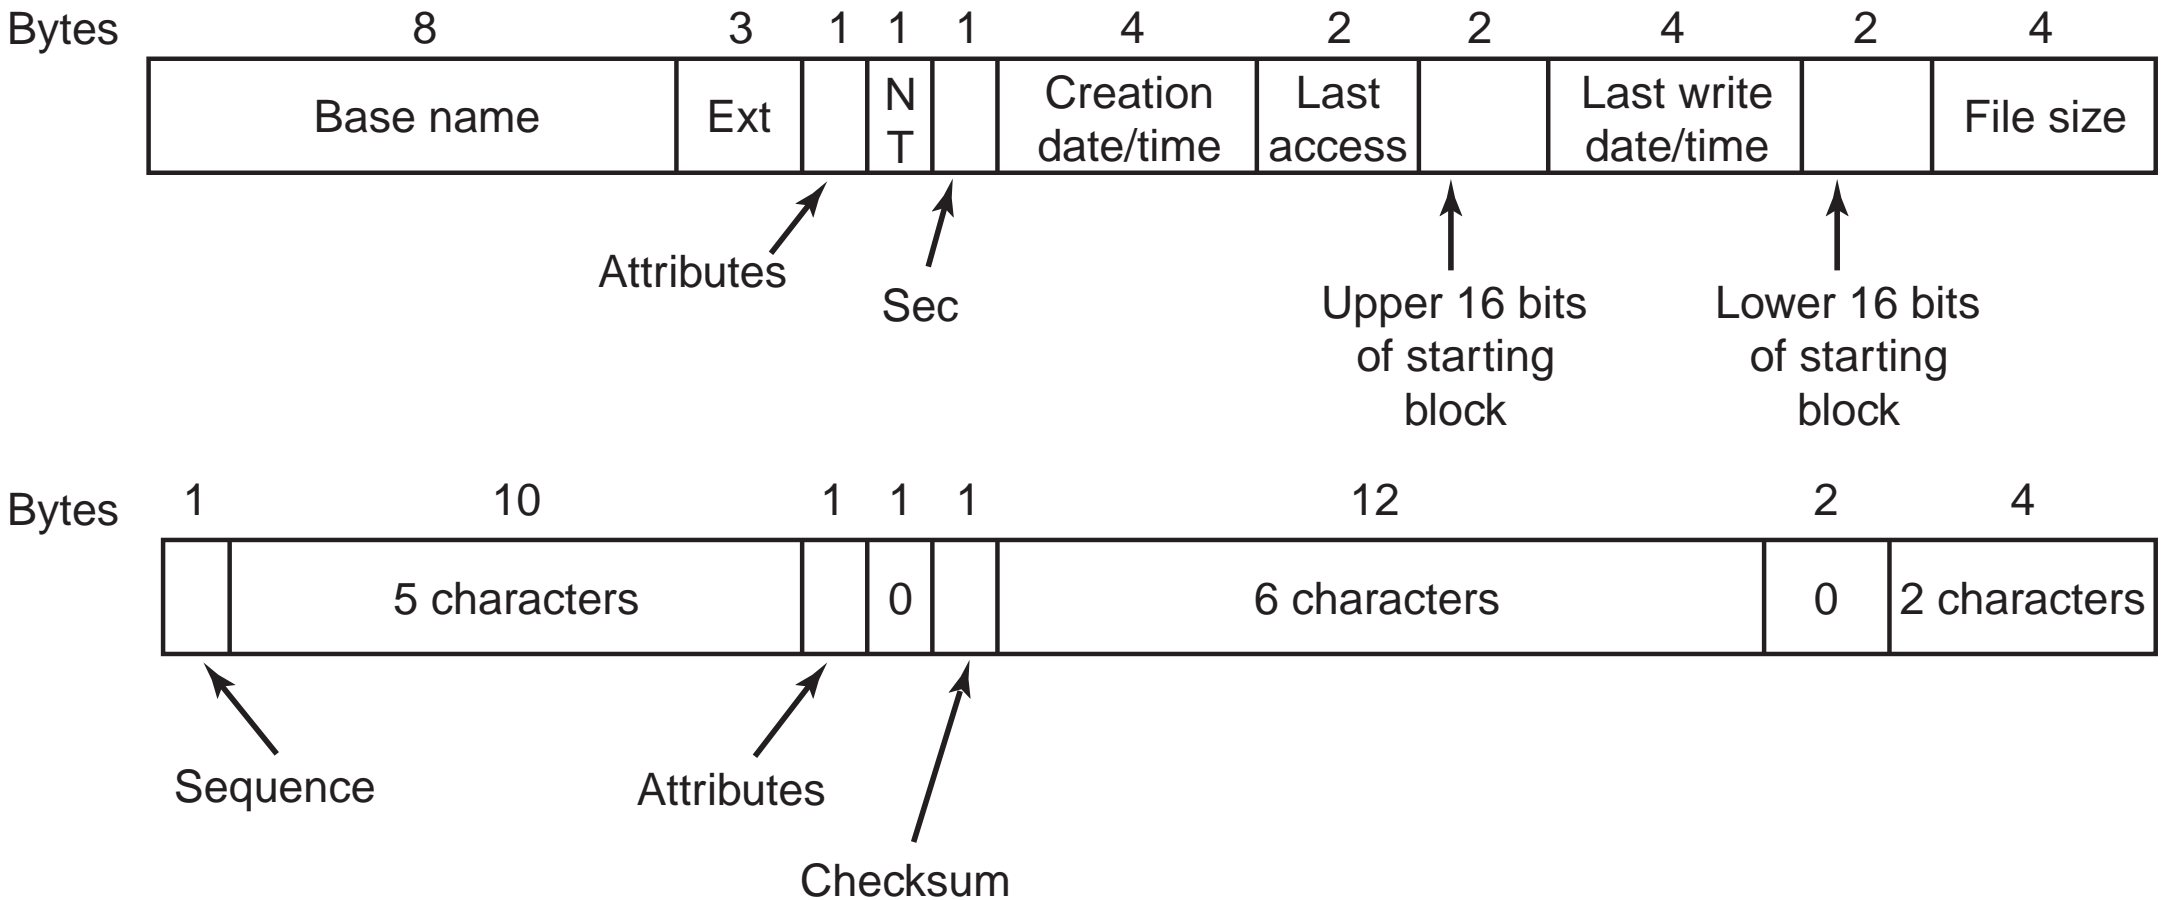 Bytes 8 3 1 1 1 4 2 2 4 2 4
Base name Ext N T Creation date/time Last access Last write date/time File size
Attributes
Sec
Upper 16 bits of starting block
Lower 16 bits of starting block
Bytes 1 10 1 1 1 12 2 4
5 characters 0 6 characters 0 2 characters
Sequence
Attributes
Checksum